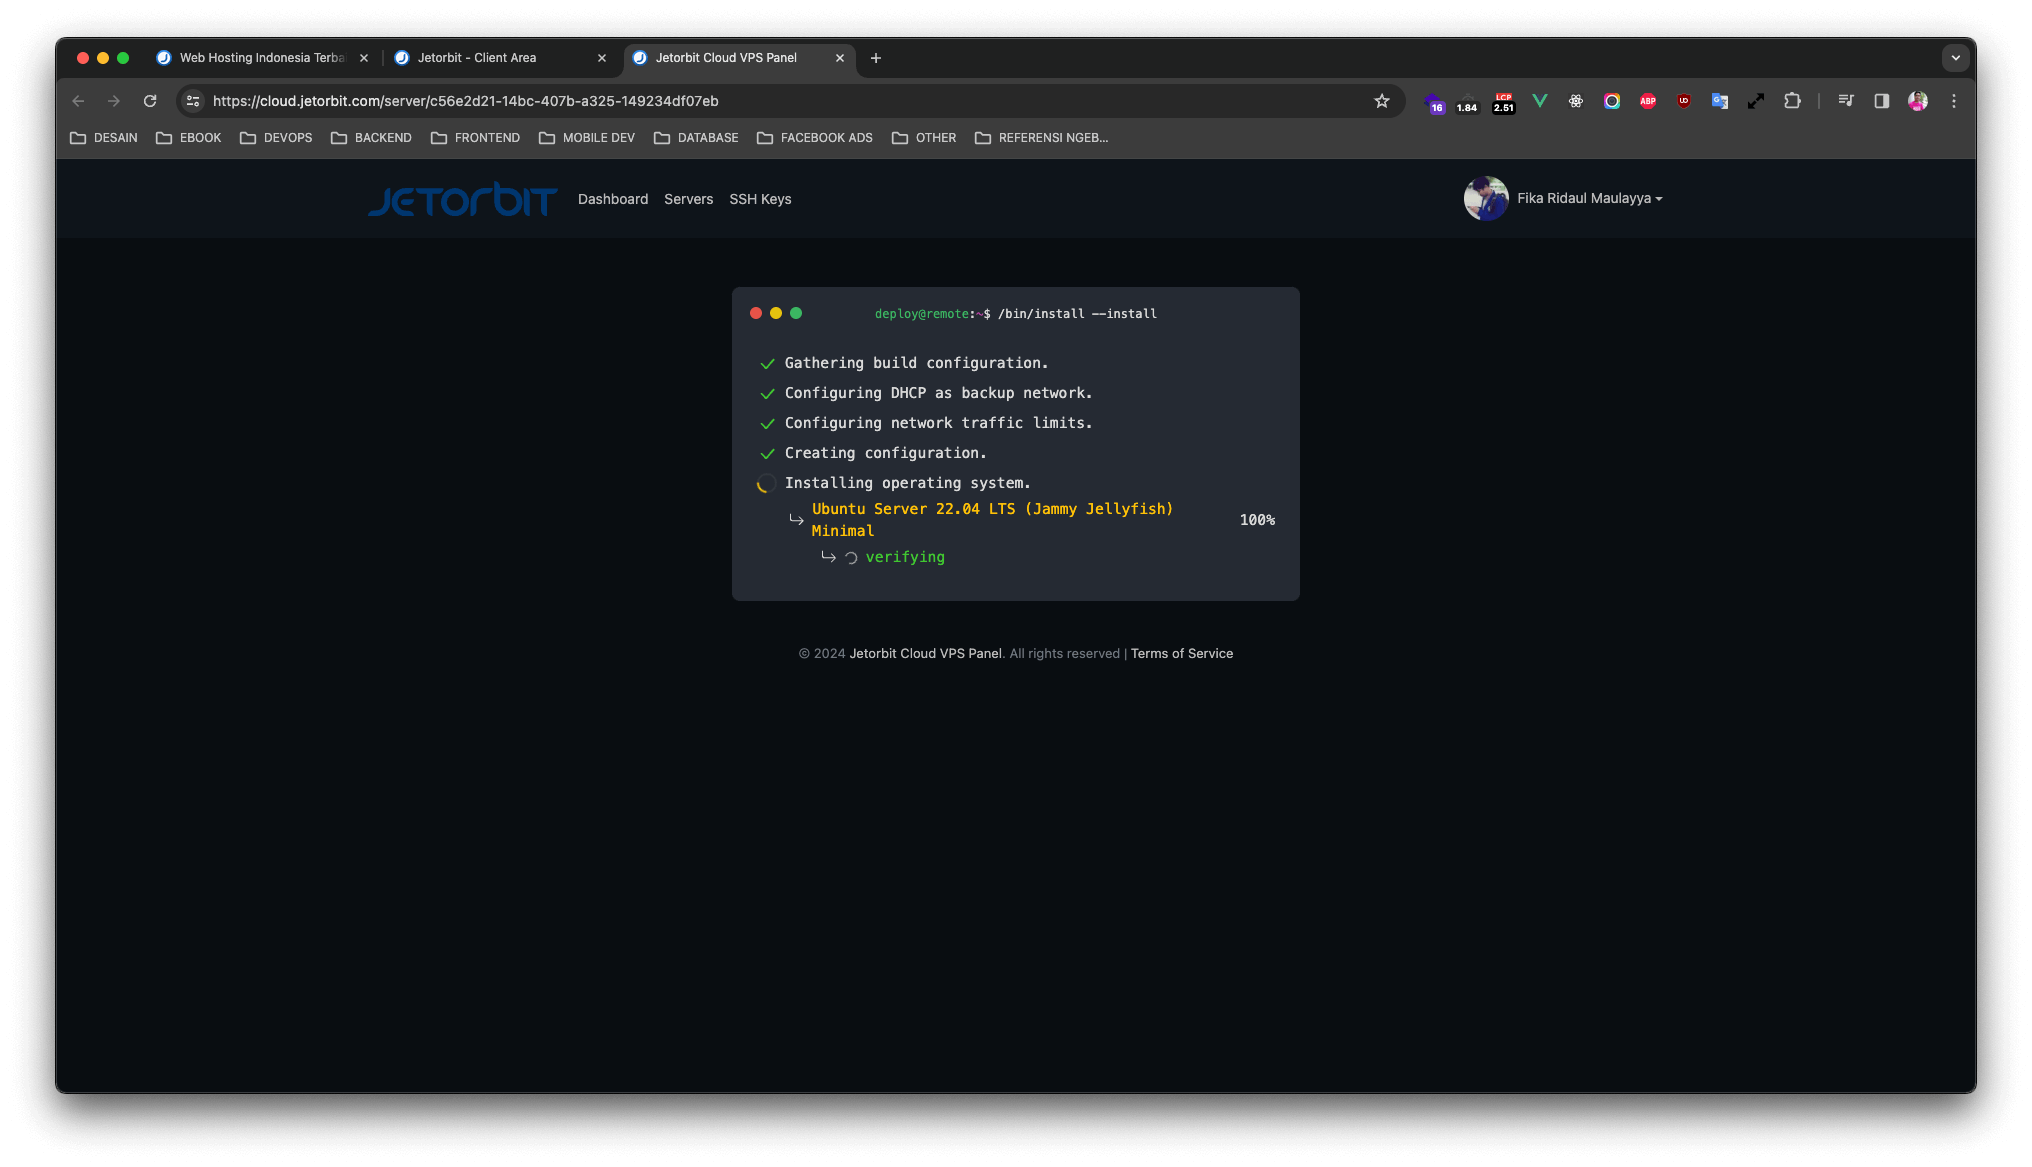 Web Hosting Indonesia Terba
Jetorbit - Client Area
Jetorbit Cloud VPS Panel
https://cloud.jetorbit.com/server/c56e2d21-14bc-407b-a325-149234df07eb
16
1.84
LCP
2.51
ABP
DESAIN
EBOOK
DEVOPS
BACKEND
FRONTEND
MOBILE DEV
DATABASE
FACEBOOK ADS
OTHER
REFERENSI NGEB...
JETORBIT
Dashboard
Servers
SSH Keys
Fika Ridaul Maulayya
deploy@remote:~$ /bin/install --install
Gathering build configuration.
Configuring DHCP as backup network.
Configuring network traffic limits.
Creating configuration.
Installing operating system.
Ubuntu Server 22.04 LTS (Jammy Jellyfish)
Minimal
100%
verifying
© 2024 Jetorbit Cloud VPS Panel. All rights reserved | Terms of Service